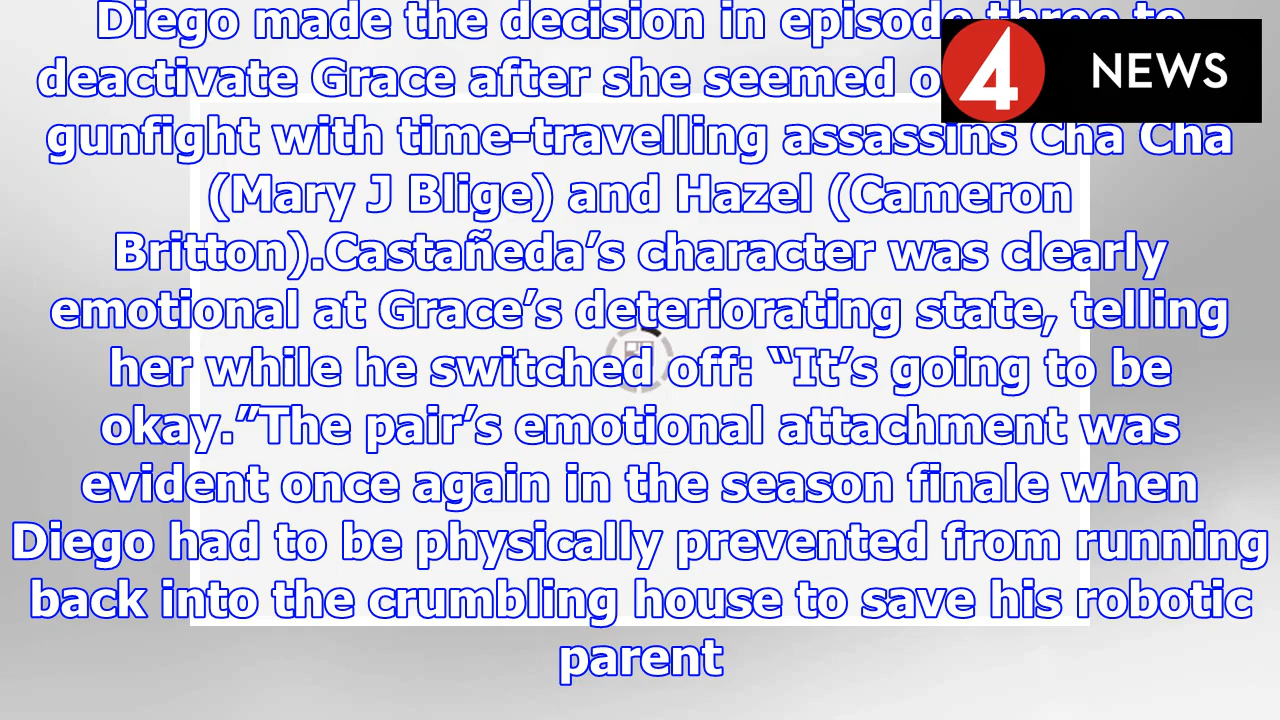 Diego made the decision in episode three to
deactivate Grace after she seemed
gunfight with time-travelling assassins Cha Cha
(Mary J Blige) and Hazel (Cameron
Britton).Castañeda’s character was clearly
emotional at Grace’s deteriorating state, telling
her while he switched off: “It’s going to be
okay.”The pair’s emotional attachment was
evident once again in the season finale when
Diego had to be physically prevented from running
back into the crumbling house to save his robotic
parent
4 NEWS